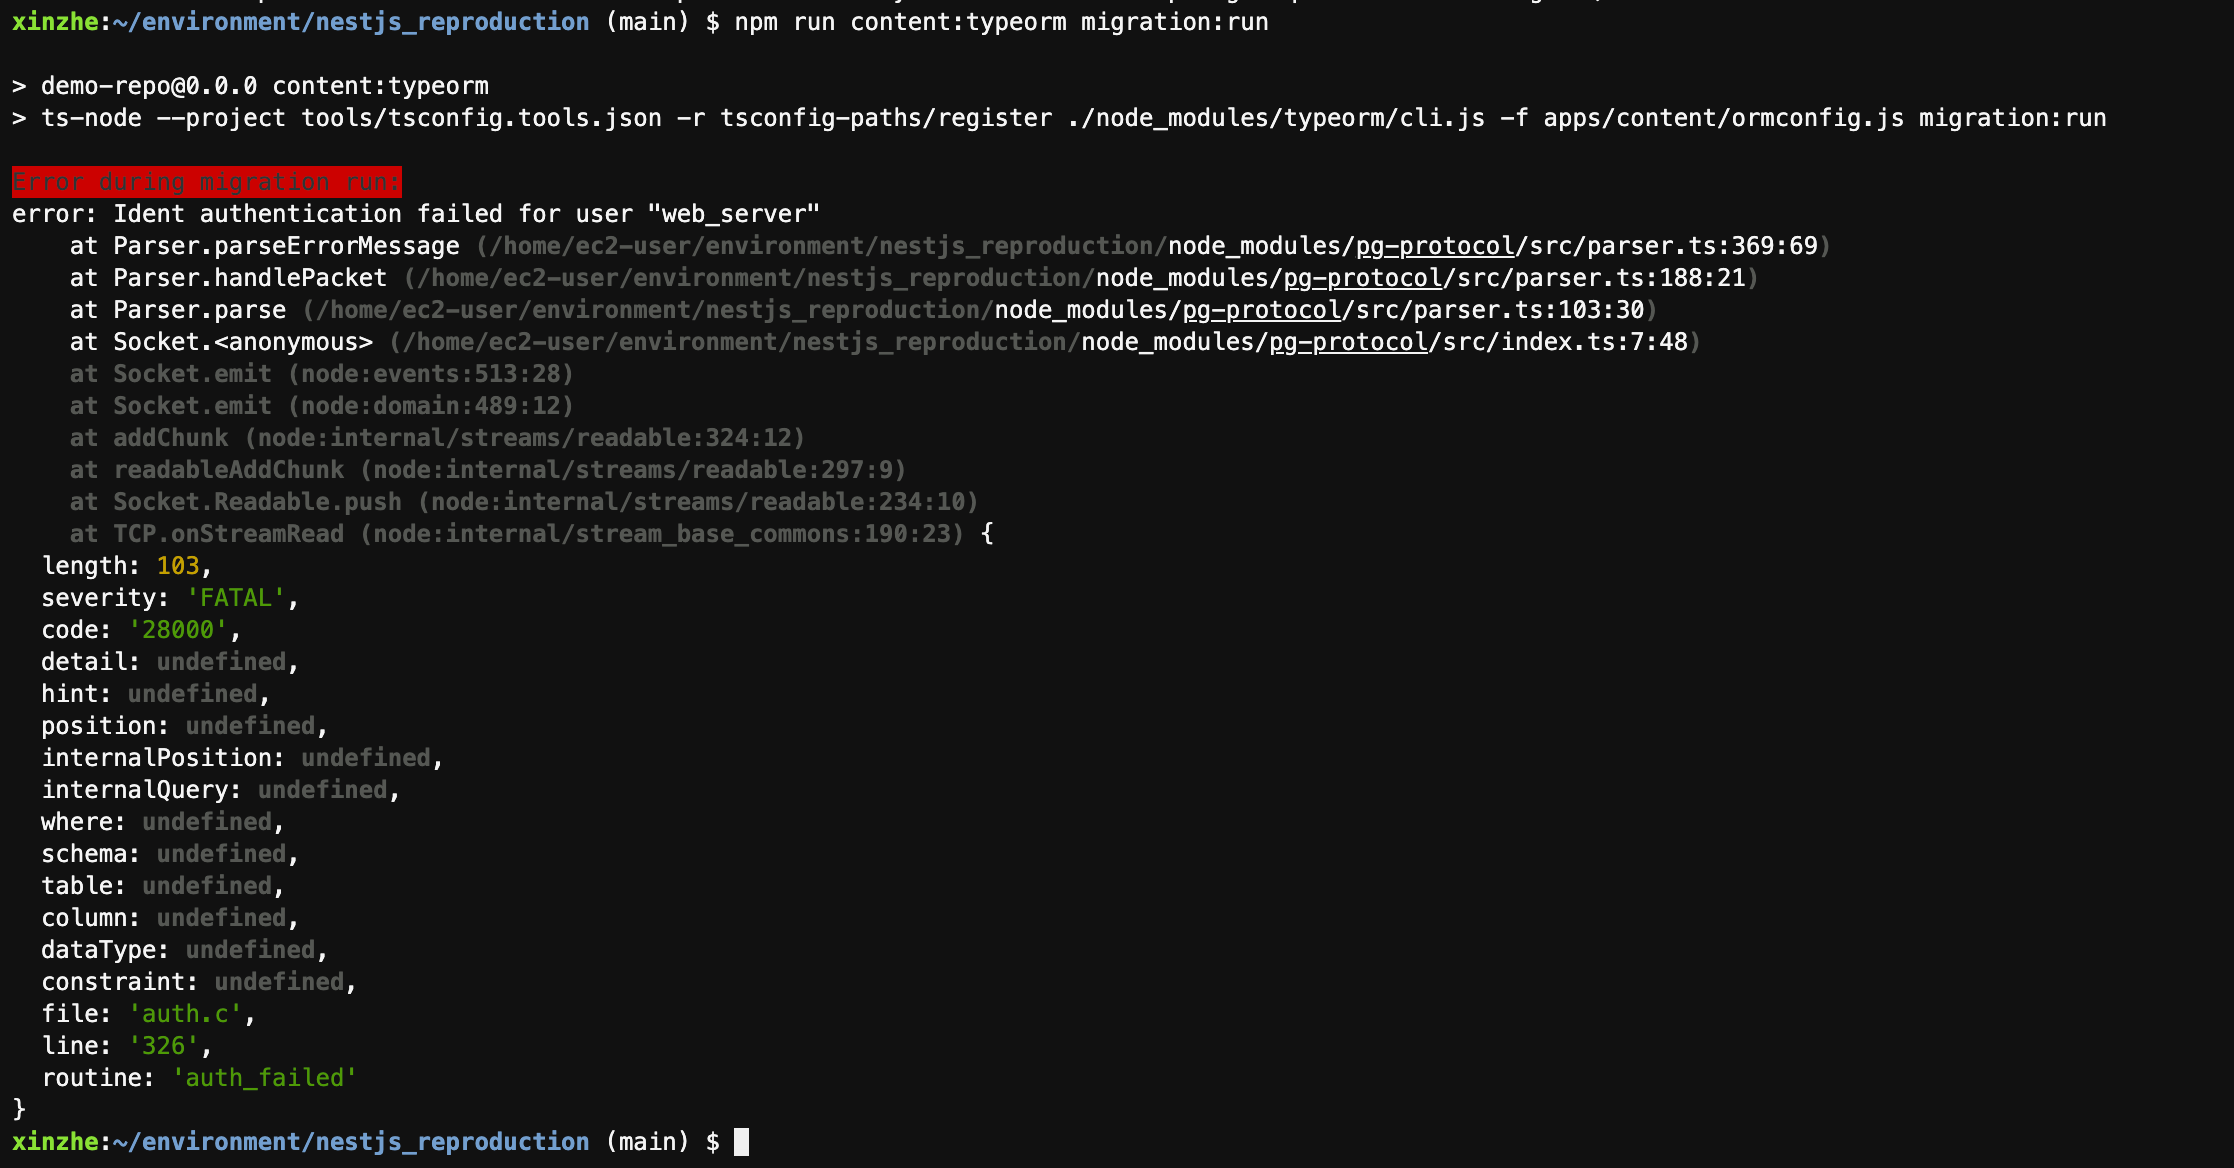 xinzhe:~/environment/nestjs_reproduction (main) $ npm run content:typeorm migration:run
> demo-repo@0.0.0 content:typeorm
> ts-node --project tools/tsconfig.tools.json -r tsconfig-paths/register ./node_modules/typeorm/cli.js -f apps/content/ormconfig.js migration:run
Error during migration run:
error: Ident authentication failed for user "web_server"
    at Parser.parseErrorMessage (/home/ec2-user/environment/nestjs_reproduction/node_modules/pg-protocol/src/parser.ts:369:69)
    at Parser.handlePacket (/home/ec2-user/environment/nestjs_reproduction/node_modules/pg-protocol/src/parser.ts:188:21)
    at Parser.parse (/home/ec2-user/environment/nestjs_reproduction/node_modules/pg-protocol/src/parser.ts:103:30)
    at Socket.<anonymous> (/home/ec2-user/environment/nestjs_reproduction/node_modules/pg-protocol/src/index.ts:7:48)
    at Socket.emit (node:events:513:28)
    at Socket.emit (node:domain:489:12)
    at addChunk (node:internal/streams/readable:324:12)
    at readableAddChunk (node:internal/streams/readable:297:9)
    at Socket.Readable.push (node:internal/streams/readable:234:10)
    at TCP.onStreamRead (node:internal/stream_base_commons:190:23) {
  length: 103,
  severity: 'FATAL',
  code: '28000',
  detail: undefined,
  hint: undefined,
  position: undefined,
  internalPosition: undefined,
  internalQuery: undefined,
  where: undefined,
  schema: undefined,
  table: undefined,
  column: undefined,
  dataType: undefined,
  constraint: undefined,
  file: 'auth.c',
  line: '326',
  routine: 'auth_failed'
}
xinzhe:~/environment/nestjs_reproduction (main) $